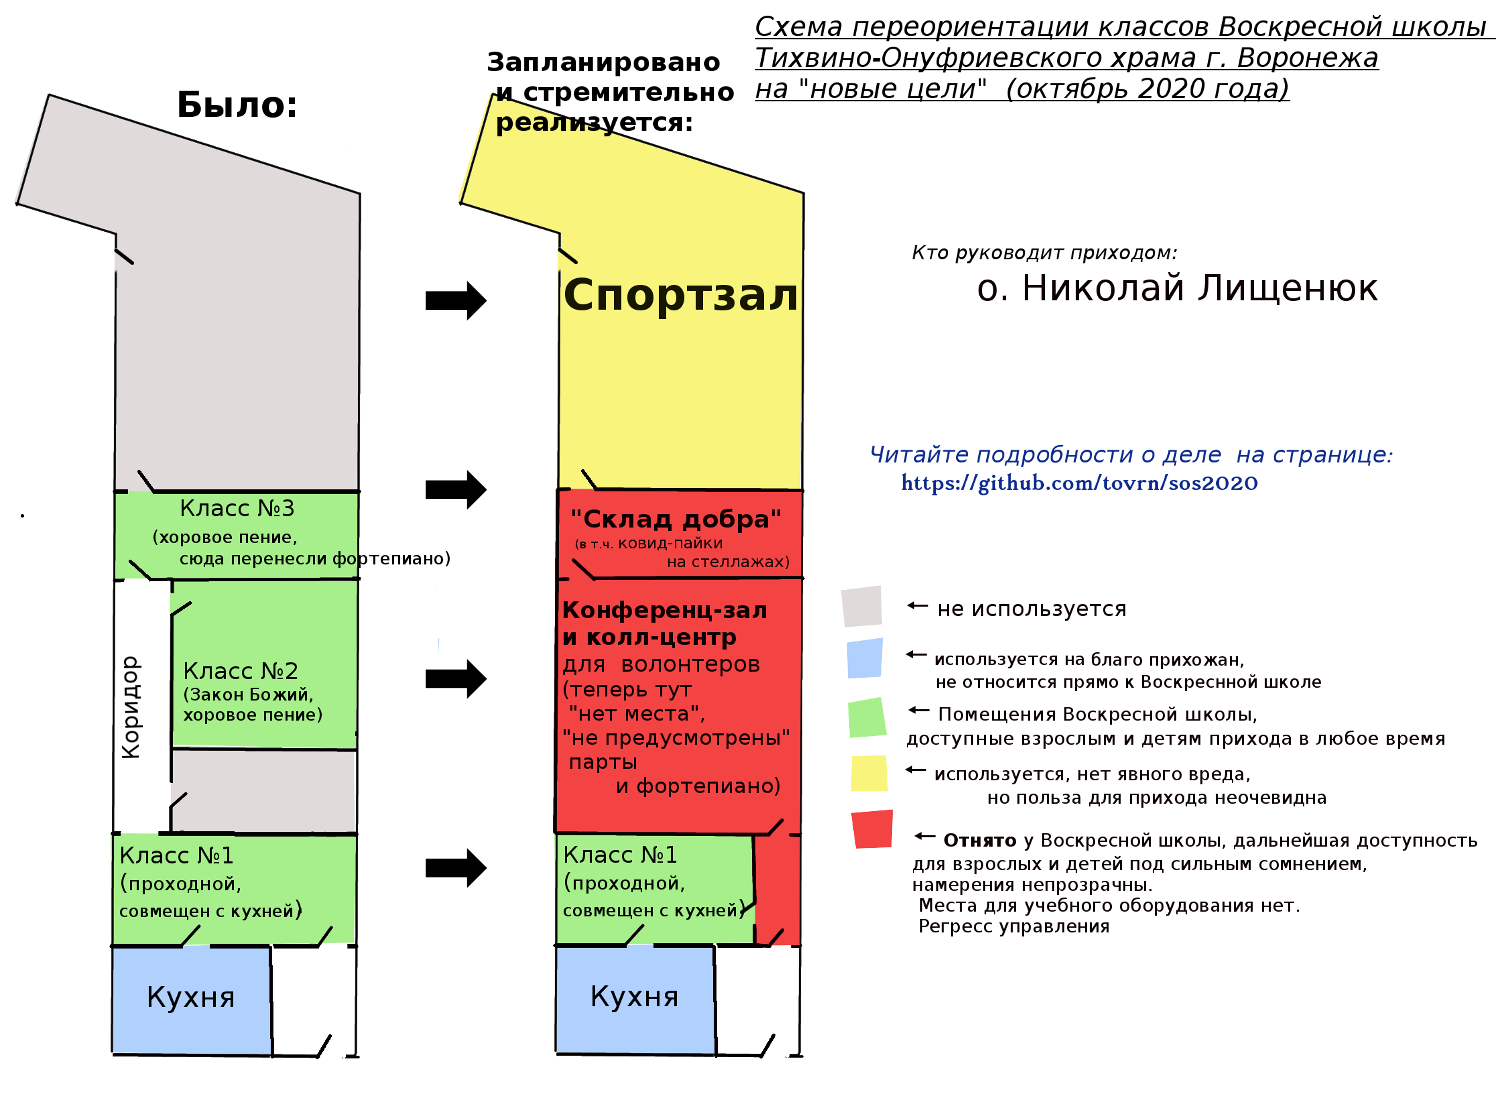 Схема переориентации классов Воскресной школы
Тихвино-Онуфриевского храма г. Воронежа
на "новые цели" (октябрь 2020 года)
Было:
Запланировано
и стремительно
реализуется:
Спортзал
Кто руководит приходом:
о. Николай Лищенюк
Читайте подробности о деле на странице:
https://github.com/tovrn/sos2020
Класс №3
(хоровое пение,
сюда перенесли фортепиано)
Коридор
Класс №2
(Закон Божий,
хоровое пение)
Класс №1
(проходной,
совмещен с кухней)
Кухня
"Склад добра"
(в т.ч. ковид-пайки
на стеллажах)
Конференц-зал
и колл-центр
для волонтеров
(теперь тут
"нет места",
"не предусмотрены"
парты
и фортепиано)
Класс №1
(проходной,
совмещен с кухней)
Кухня
не используется
используется на благо прихожан,
не относится прямо к Воскреснной школе
Помещения Воскресной школы,
доступные взрослым и детям прихода в любое время
используется, нет явного вреда,
но польза для прихода неочевидна
Отнято у Воскресной школы, дальнейшая доступность
для взрослых и детей под сильным сомнением,
намерения непрозрачны.
Места для учебного оборудования нет.
Регресс управления